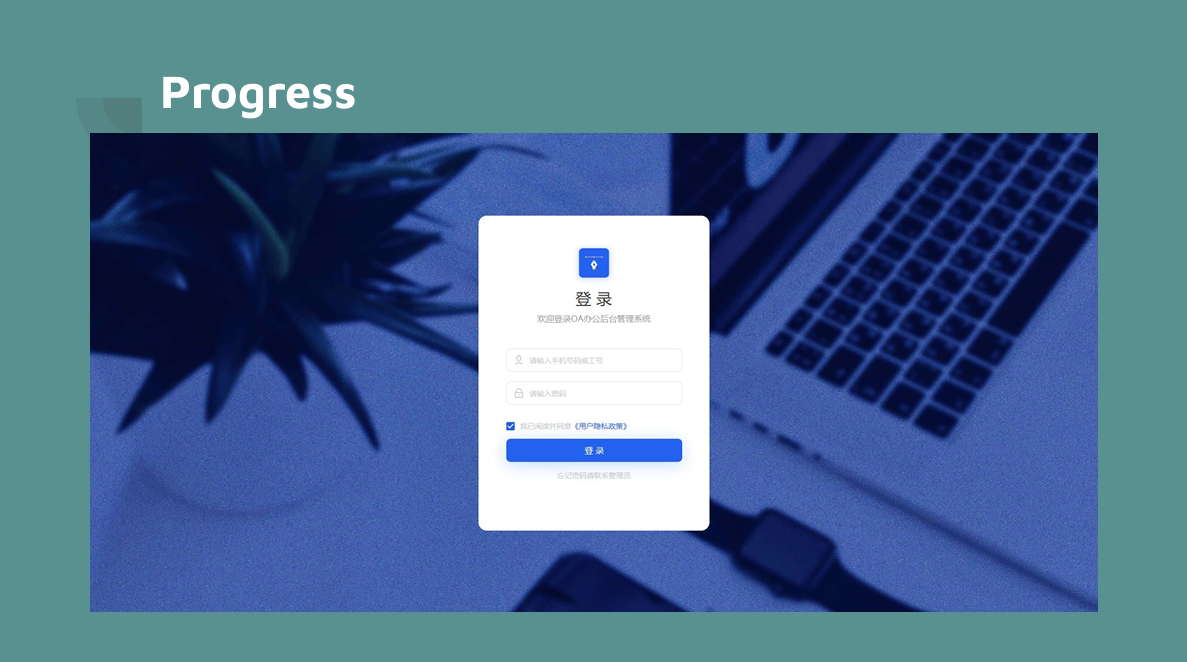 Progress
登 录
欢迎登录OA办公后台管理系统
请输入手机号码或工号
请输入密码
我已阅读并同意《用户隐私政策》
登 录
忘记密码请联系管理员